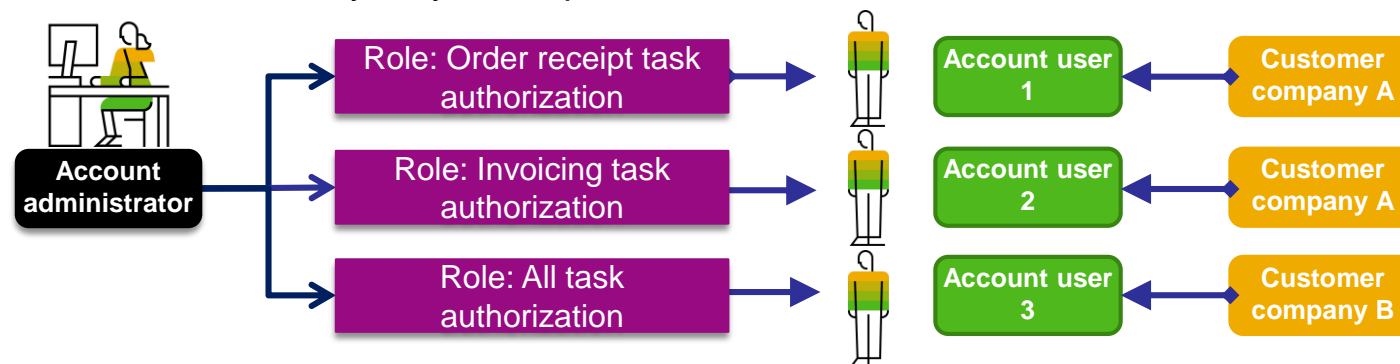 Role: Order receipt task
authorization
Account user
1
Customer
company A
Account
administrator
Role: Invoicing task
authorization
Account user
2
Customer
company A
Role: All task
authorization
Account user
3
Customer
company B